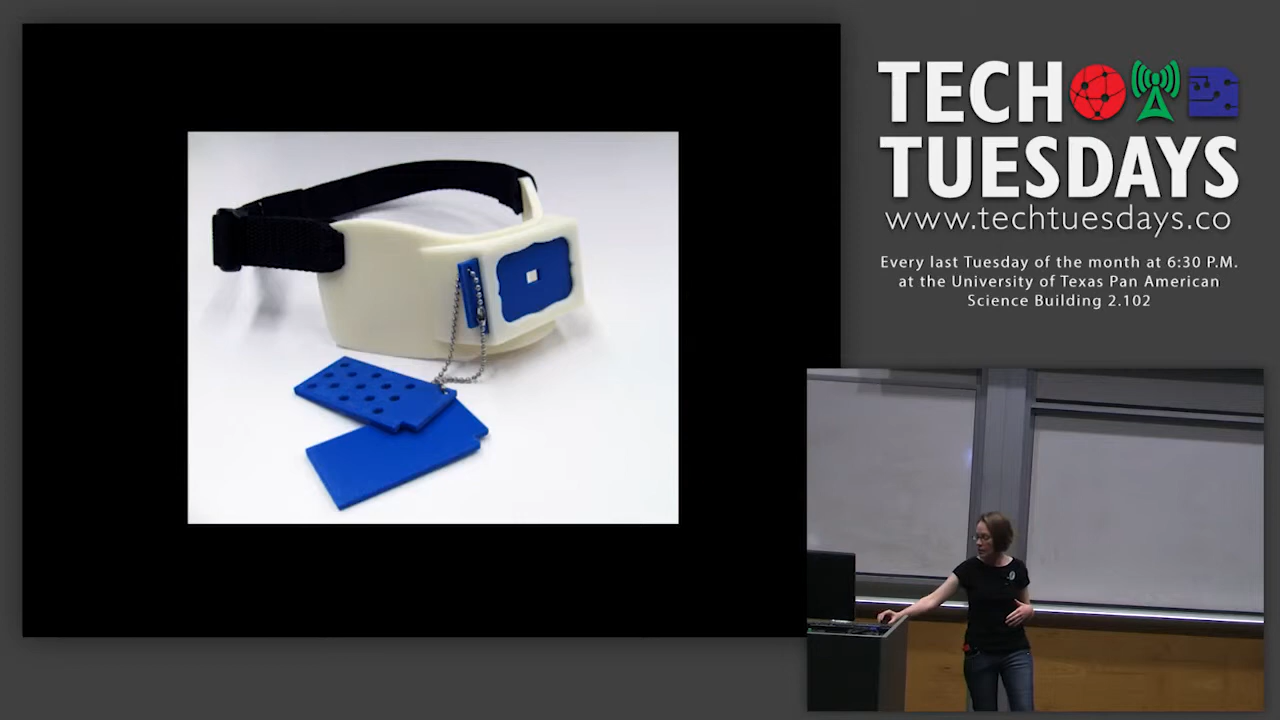 TECH
TUESDAYS
www.techtuesdays.co
Every last Tuesday of the month at 6:30 P.M.
at the University of Texas Pan American
Science Building 2.102